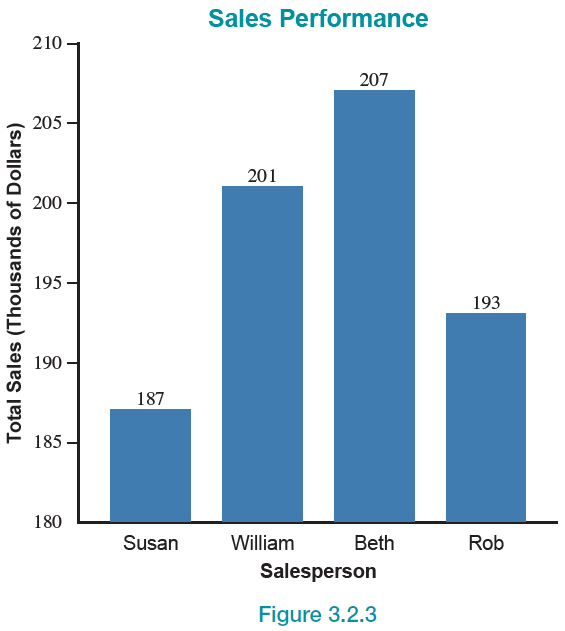 Sales Performance
Total Sales (Thousands of Dollars)
210
205
200
195
190
185
180
187
201
207
193
Susan William Beth Rob
Salesperson
Figure 3.2.3